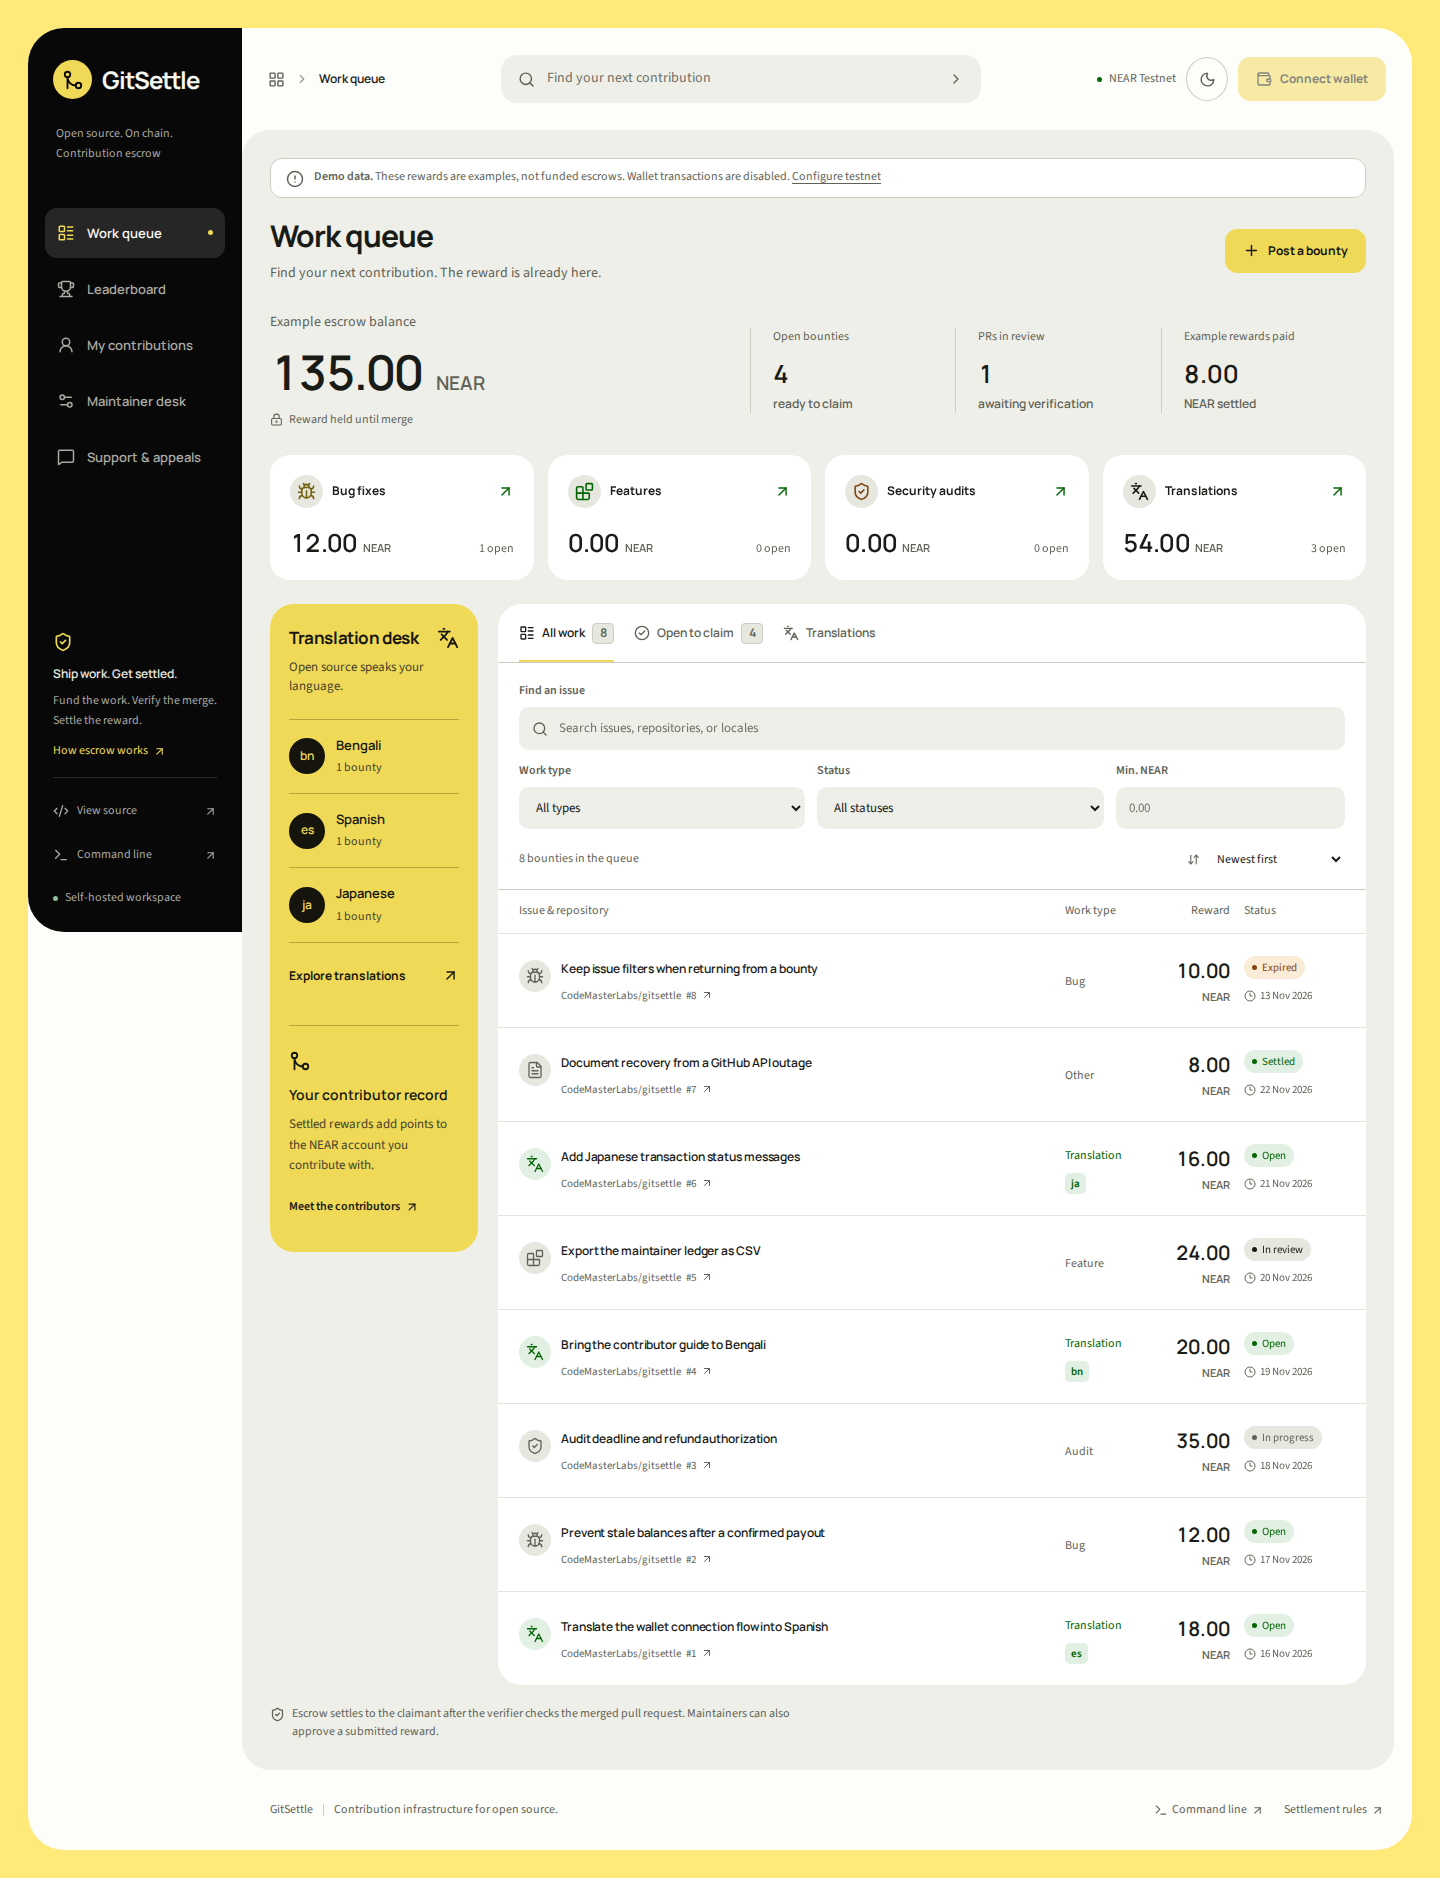 GitSettle
Open source. On chain.
Contribution escrow
Work queue
Leaderboard
My contributions
Maintainer desk
Support & appeals
Ship work. Get settled.
Fund the work. Verify the merge.
Settle the reward.
How escrow works
View source
Command line
Self-hosted workspace
Work queue
Find your next contribution
NEAR Testnet
Connect wallet
Demo data. These rewards are examples, not funded escrows. Wallet transactions are disabled. Configure testnet
Work queue
Find your next contribution. The reward is already here.
Post a bounty
Example escrow balance
135.00 NEAR
Reward held until merge
Open bounties
4
ready to claim
PRs in review
1
awaiting verification
Example rewards paid
8.00
NEAR settled
Bug fixes
12.00 NEAR
1 open
Features
0.00 NEAR
0 open
Security audits
0.00 NEAR
0 open
Translations
54.00 NEAR
3 open
Translation desk
Open source speaks your
language.
bn
Bengali
1 bounty
es
Spanish
1 bounty
ja
Japanese
1 bounty
Explore translations
Your contributor record
Settled rewards add points to
the NEAR account you
contribute with.
Meet the contributors
All work 8
Open to claim 4
Translations
Find an issue
Search issues, repositories, or locales
Work type
All types
Status
All statuses
Min. NEAR
0.00
8 bounties in the queue
Newest first
Issue & repository
Work type
Reward
Status
Keep issue filters when returning from a bounty
CodeMasterLabs/gitsettle #8
Bug
10.00
NEAR
Expired
13 Nov 2026
Document recovery from a GitHub API outage
CodeMasterLabs/gitsettle #7
Other
8.00
NEAR
Settled
22 Nov 2026
Add Japanese transaction status messages
CodeMasterLabs/gitsettle #6
Translation
ja
16.00
NEAR
Open
21 Nov 2026
Export the maintainer ledger as CSV
CodeMasterLabs/gitsettle #5
Feature
24.00
NEAR
In review
20 Nov 2026
Bring the contributor guide to Bengali
CodeMasterLabs/gitsettle #4
Translation
bn
20.00
NEAR
Open
19 Nov 2026
Audit deadline and refund authorization
CodeMasterLabs/gitsettle #3
Audit
35.00
NEAR
In progress
18 Nov 2026
Prevent stale balances after a confirmed payout
CodeMasterLabs/gitsettle #2
Bug
12.00
NEAR
Open
17 Nov 2026
Translate the wallet connection flow into Spanish
CodeMasterLabs/gitsettle #1
Translation
es
18.00
NEAR
Open
16 Nov 2026
Escrow settles to the claimant after the verifier checks the merged pull request. Maintainers can also
approve a submitted reward.
GitSettle
Contribution infrastructure for open source.
Command line
Settlement rules